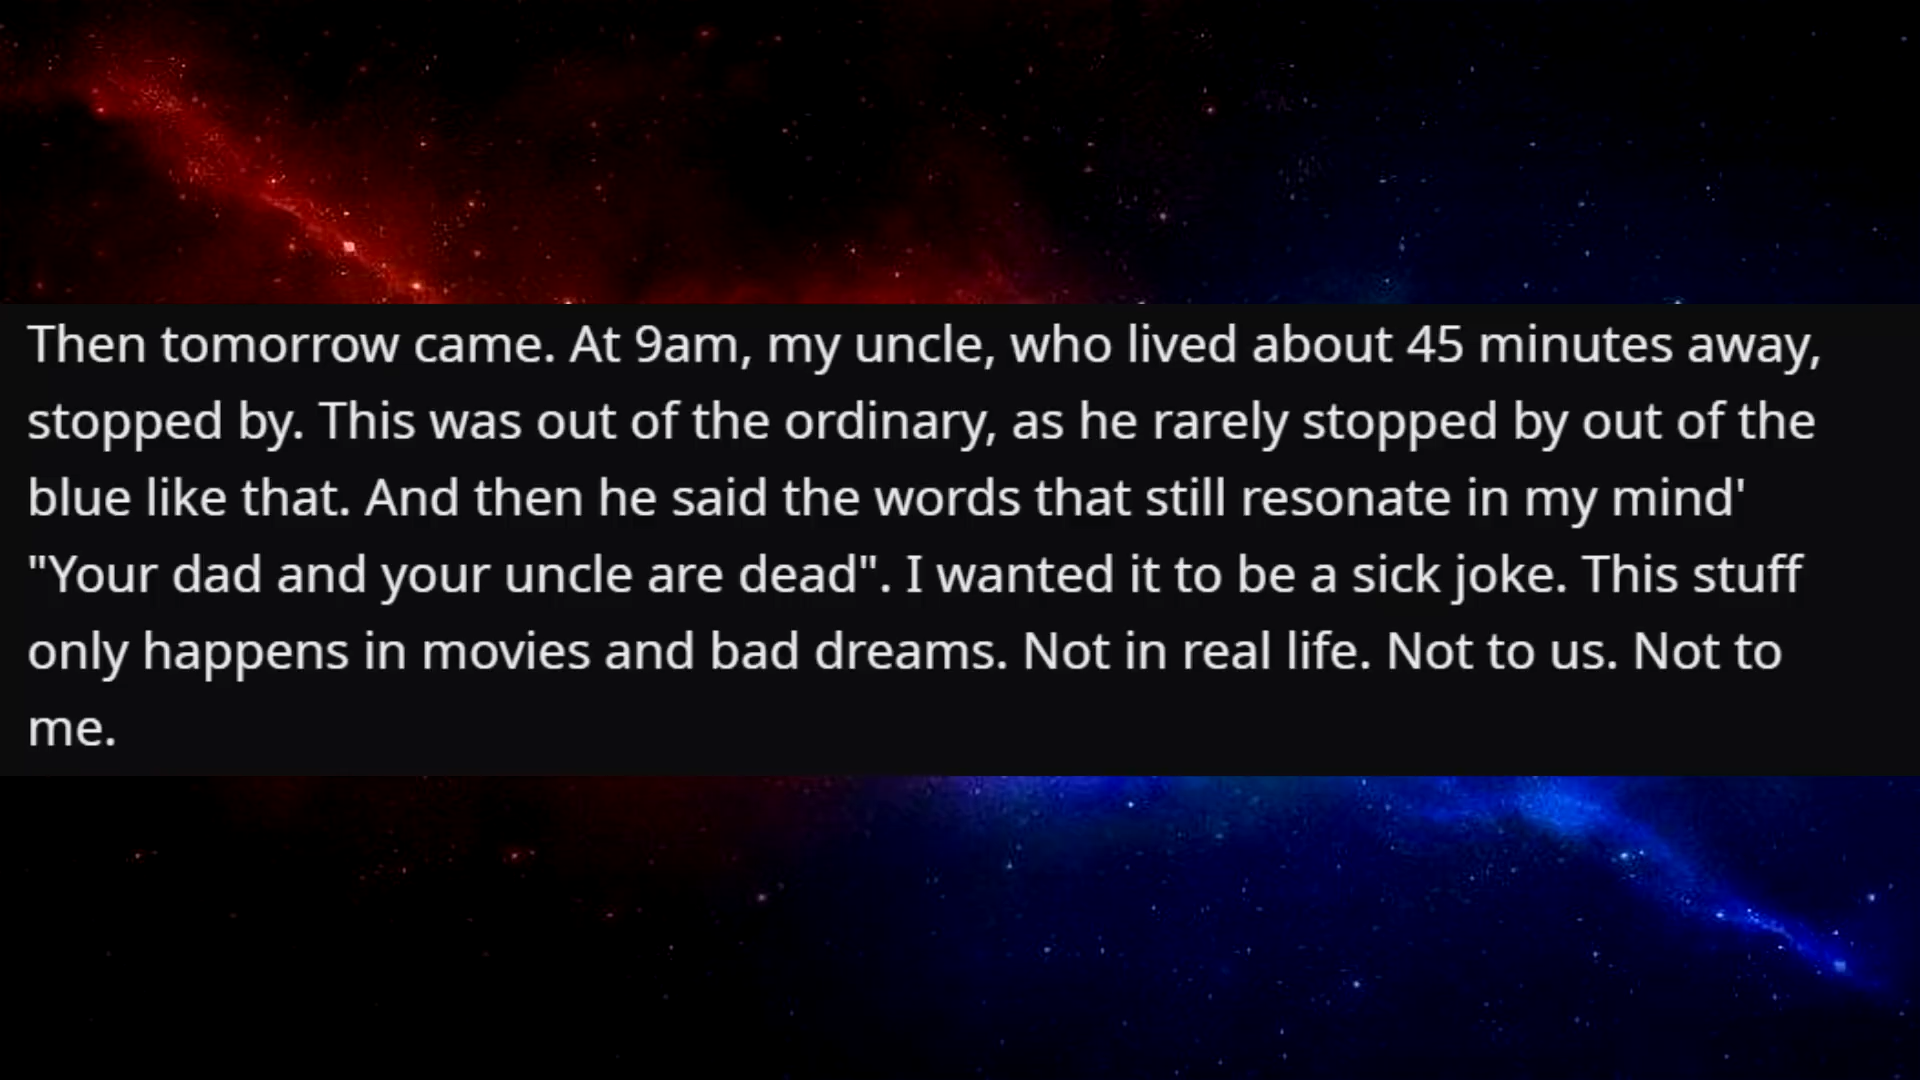 Then tomorrow came. At 9am, my uncle, who lived about 45 minutes away,
stopped by. This was out of the ordinary, as he rarely stopped by out of the
blue like that. And then he said the words that still resonate in my mind'
"Your dad and your uncle are dead". I wanted it to be a sick joke. This stuff
only happens in movies and bad dreams. Not in real life. Not to us. Not to
me.